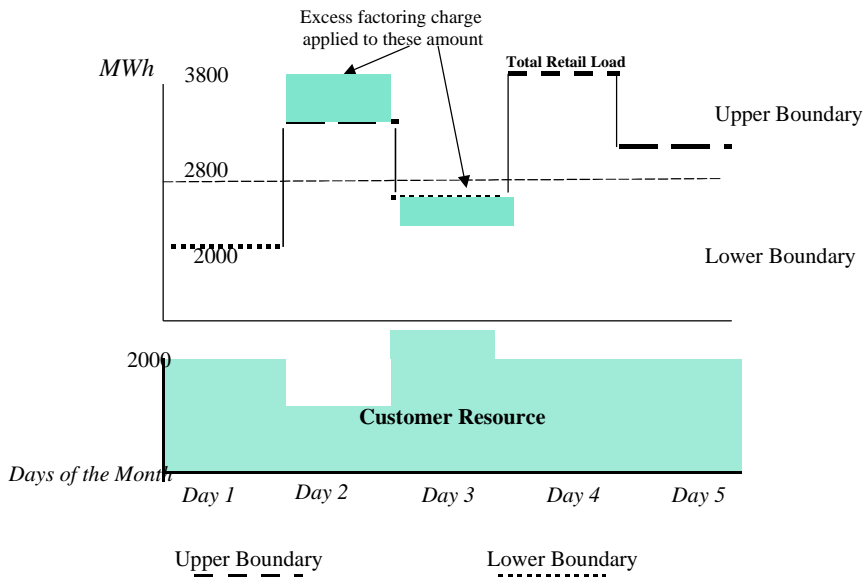 Excess factoring charge
applied to these amount
MWh
3800
Total Retail Load
Upper Boundary
2800
2000
Lower Boundary
2000
Customer Resource
Days of the Month
Day 1 Day 2 Day 3 Day 4 Day 5
Upper Boundary Lower Boundary